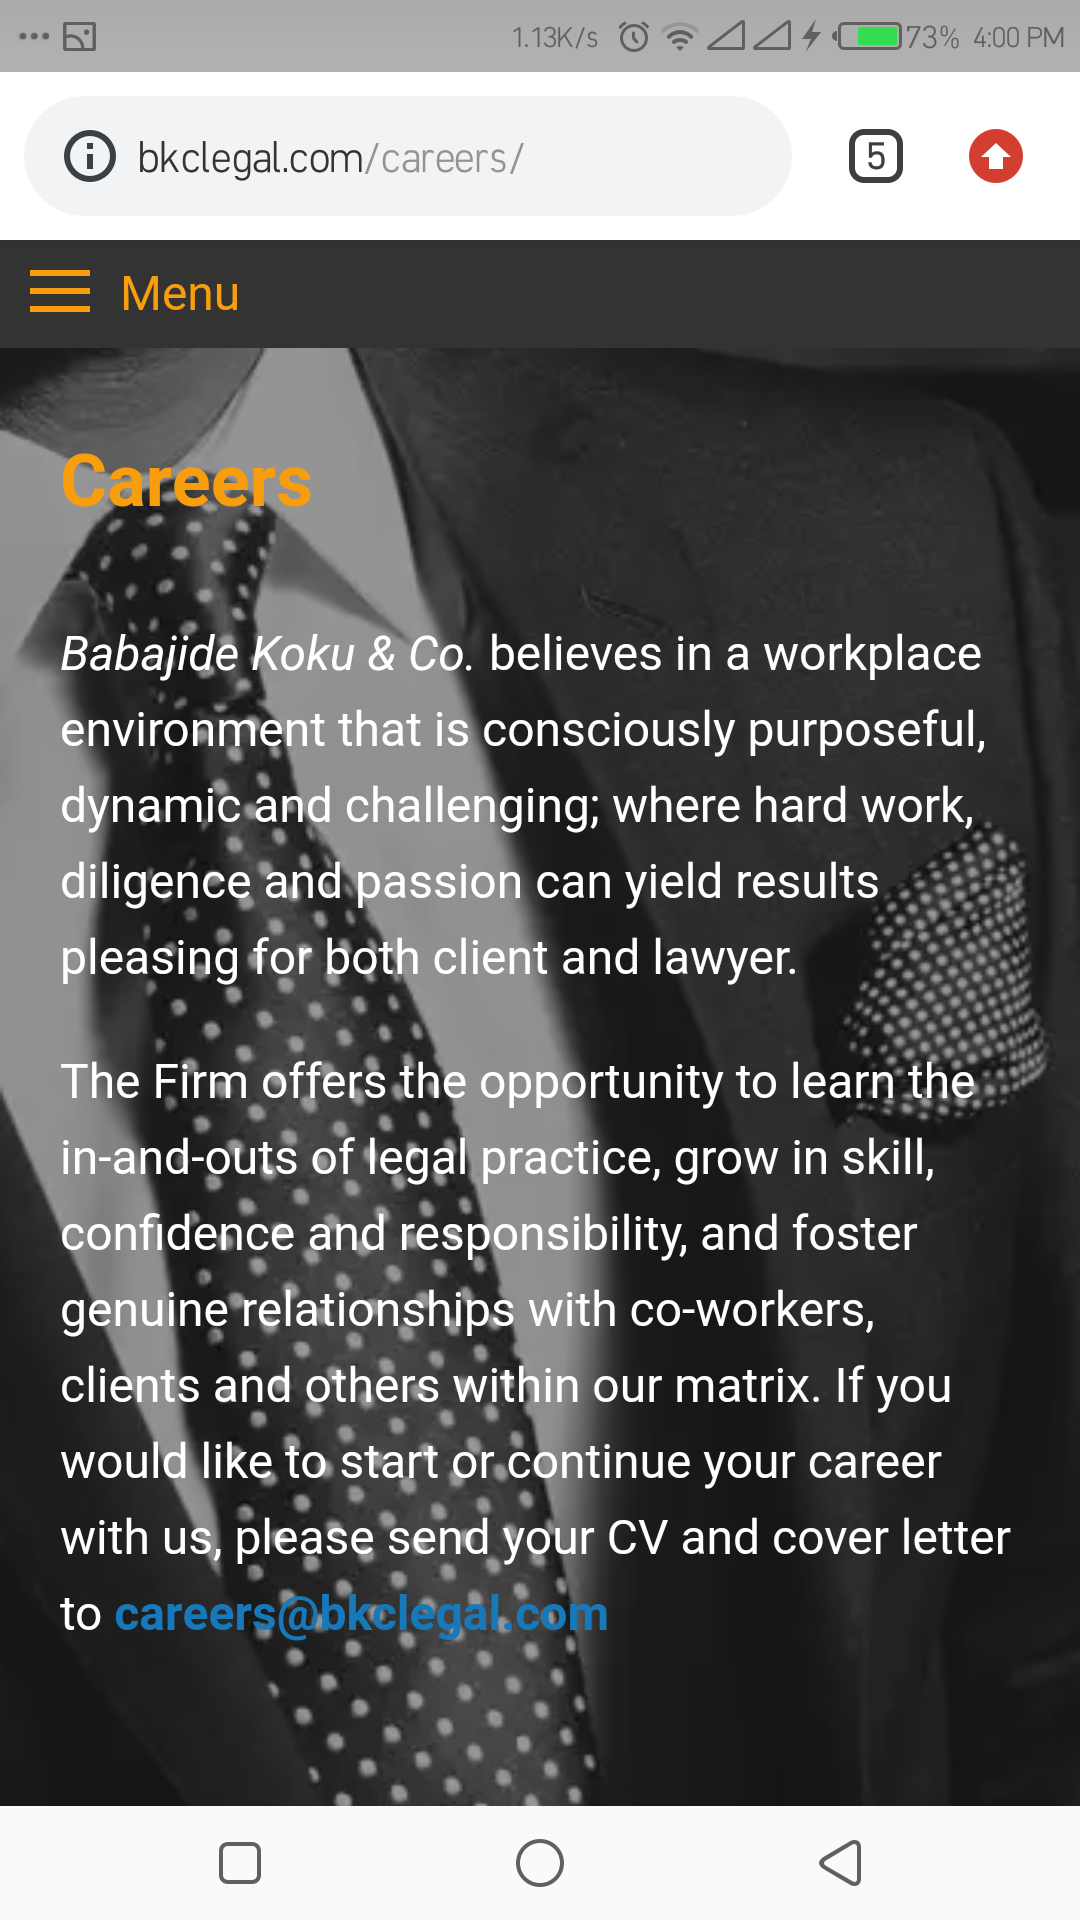 1.13K/s 73% 4:00 PM
bkclegal.com/careers/
5
Menu
Careers
Babajide Koku & Co. believes in a workplace
environment that is consciously purposeful,
dynamic and challenging; where hard work,
diligence and passion can yield results
pleasing for both client and lawyer.
The Firm offers the opportunity to learn the
in-and-outs of legal practice, grow in skill,
confidence and responsibility, and foster
genuine relationships with co-workers,
clients and others within our matrix. If you
would like to start or continue your career
with us, please send your CV and cover letter
to careers@bkclegal.com